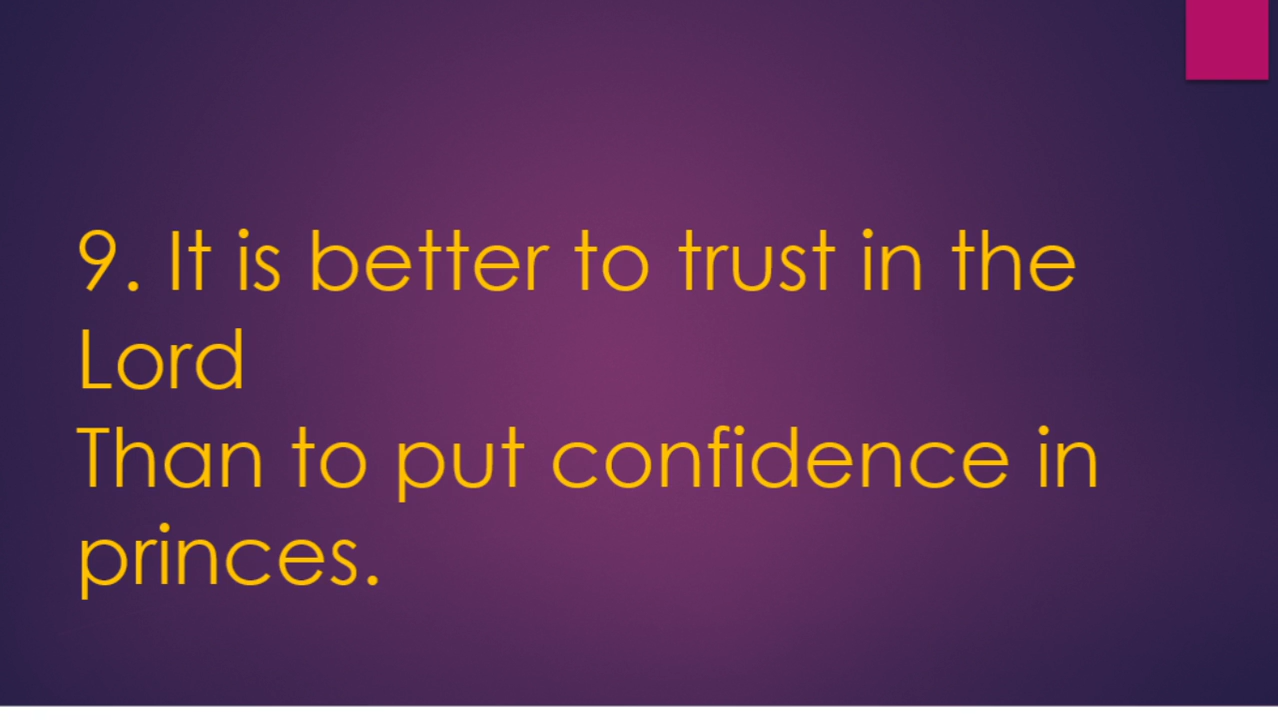 9. It is better to trust in the
Lord
Than to put confidence in
princes.